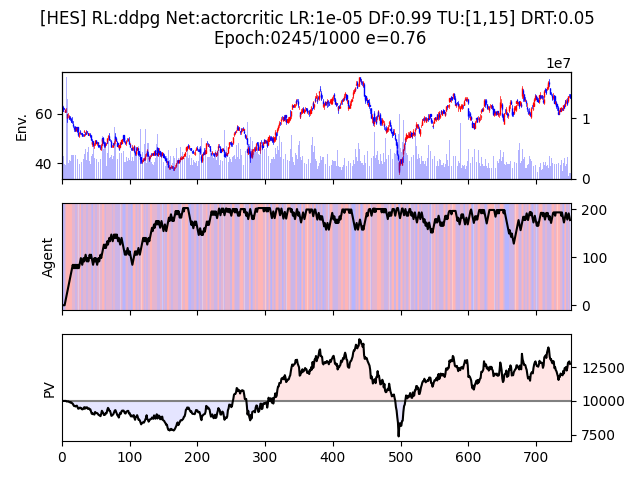 [HES] RL:ddpg Net:actorcritic LR:1e-05 DF:0.99 TU:[1,15] DRT:0.05
Epoch:0245/1000 e=0.76
1e7
Env.
60
40
1
0
Agent
200
100
0
PV
12500
10000
7500
0 100 200 300 400 500 600 700